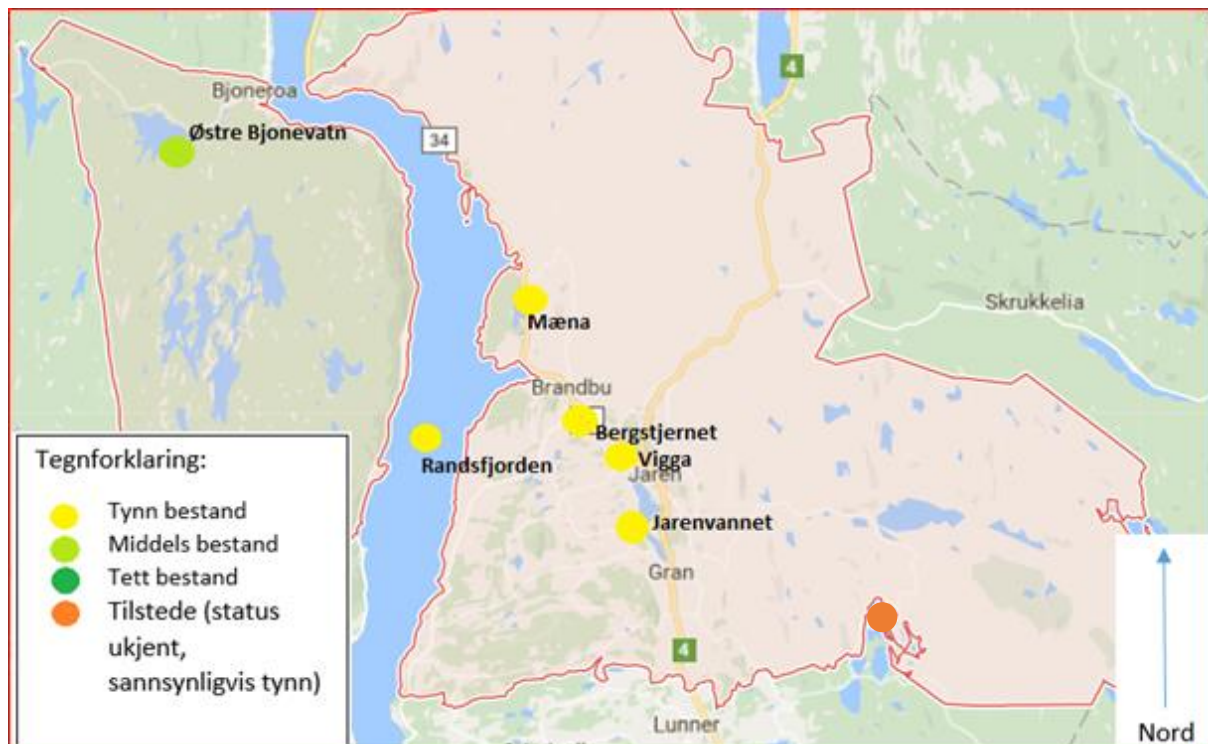 Bjoneroa
Østre Bjonevatn
34
4
Skrukkelia
Mæna
Brandbu
Bergstjernet
Vigga
Jaren
Randsfjorden
Jarenvannet
Gran
4
Lunner
Tegnforklaring:
Tynn bestand
Middels bestand
Tett bestand
Tilstede (status
ukjent,
sannsynligvis tynn)
Nord